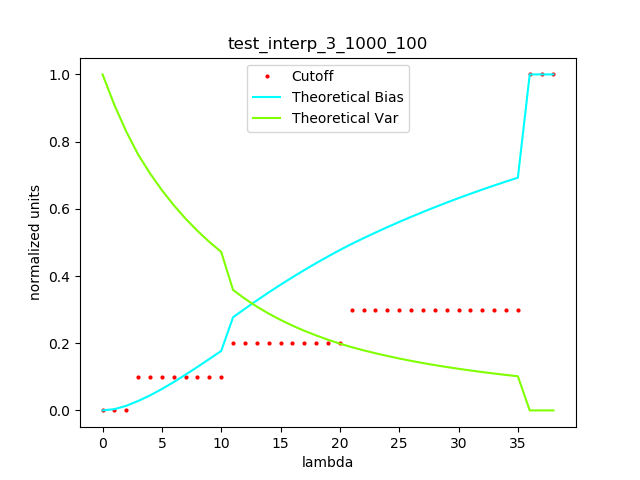 test_interp_3_1000_100
Cutoff
Theoretical Bias
Theoretical Var
normalized units
1.0
0.8
0.6
0.4
0.2
0.0
0 5 10 15 20 25 30 35
lambda